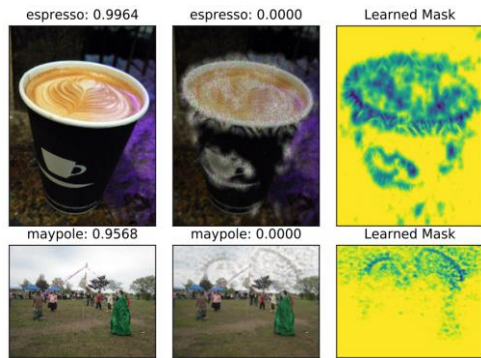 espresso: 0.9964
espresso: 0.0000
Learned Mask
maypole: 0.9568
maypole: 0.0000
Learned Mask